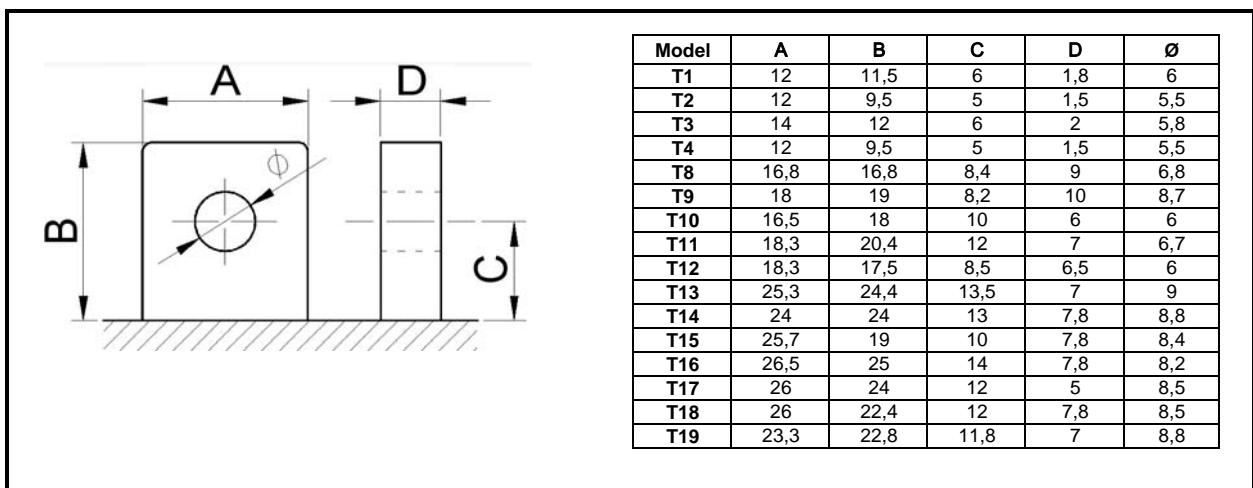 A
D
Ø
B
C
Model A B C D Ø
T1 12 11,5 6 1,8 6
T2 12 9,5 5 1,5 5,5
T3 14 12 6 2 5,8
T4 12 9,5 5 1,5 5,5
T8 16,8 16,8 8,4 9 6,8
T9 18 19 8,2 10 8,7
T10 16,5 18 10 6 6
T11 18,3 20,4 12 7 6,7
T12 18,3 17,5 8,5 6,5 6
T13 25,3 24,4 13,5 7 9
T14 24 24 13 7,8 8,8
T15 25,7 19 10 7,8 8,4
T16 26,5 25 14 7,8 8,2
T17 26 24 12 5 8,5
T18 26 22,4 12 7,8 8,5
T19 23,3 22,8 11,8 7 8,8